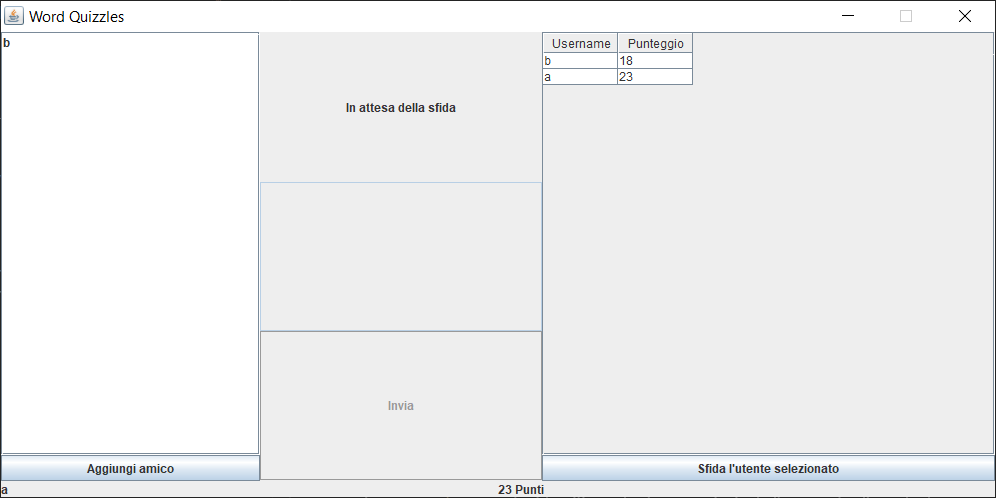 Word Quizzles
b
In attesa della sfida
Invia
Username Punteggio
b 18
a 23
Aggiungi amico
Sfida l'utente selezionato
a 23 Punti